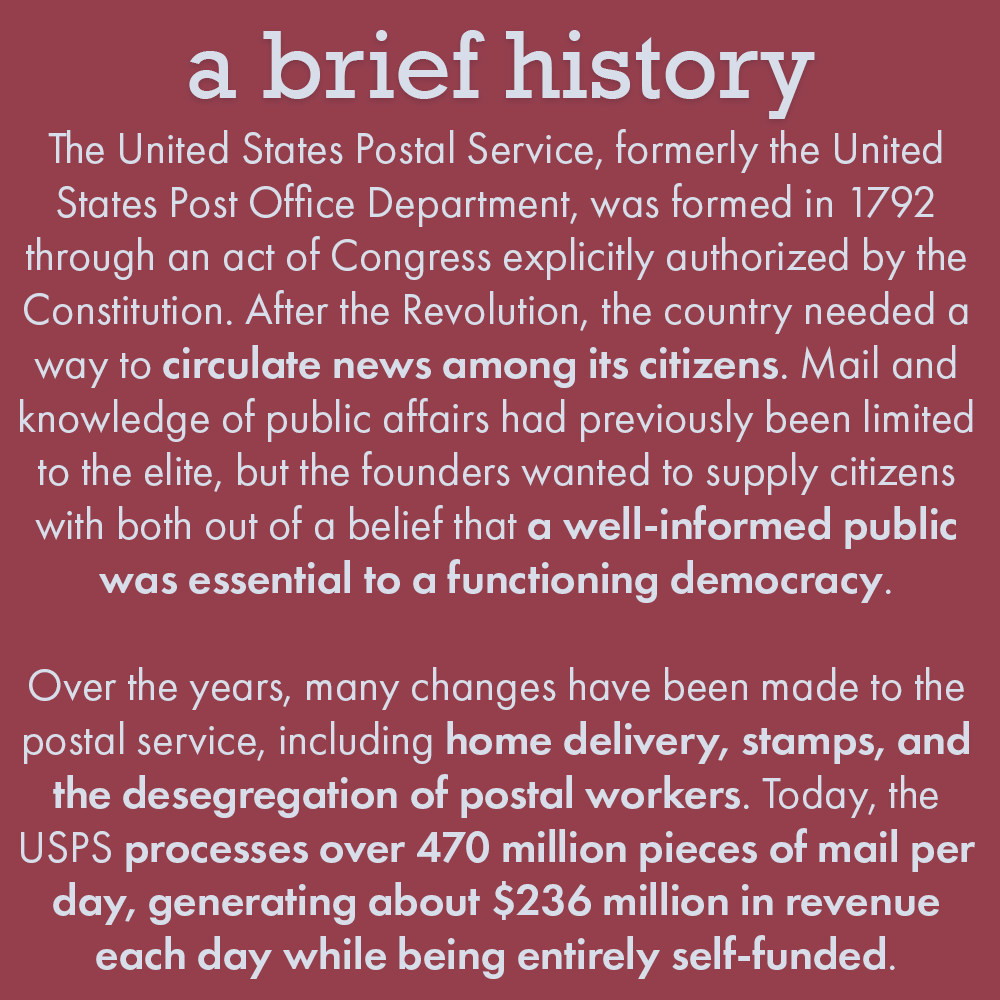 a brief history
The United States Postal Service, formerly the United
States Post Office Department, was formed in 1792
through an act of Congress explicitly authorized by the
Constitution. After the Revolution, the country needed a
way to circulate news among its citizens. Mail and
knowledge of public affairs had previously been limited
to the elite, but the founders wanted to supply citizens
with both out of a belief that a well-informed public
was essential to a functioning democracy.
Over the years, many changes have been made to the
postal service, including home delivery, stamps, and
the desegregation of postal workers. Today, the
USPS processes over 470 million pieces of mail per
day, generating about $236 million in revenue
each day while being entirely self-funded.